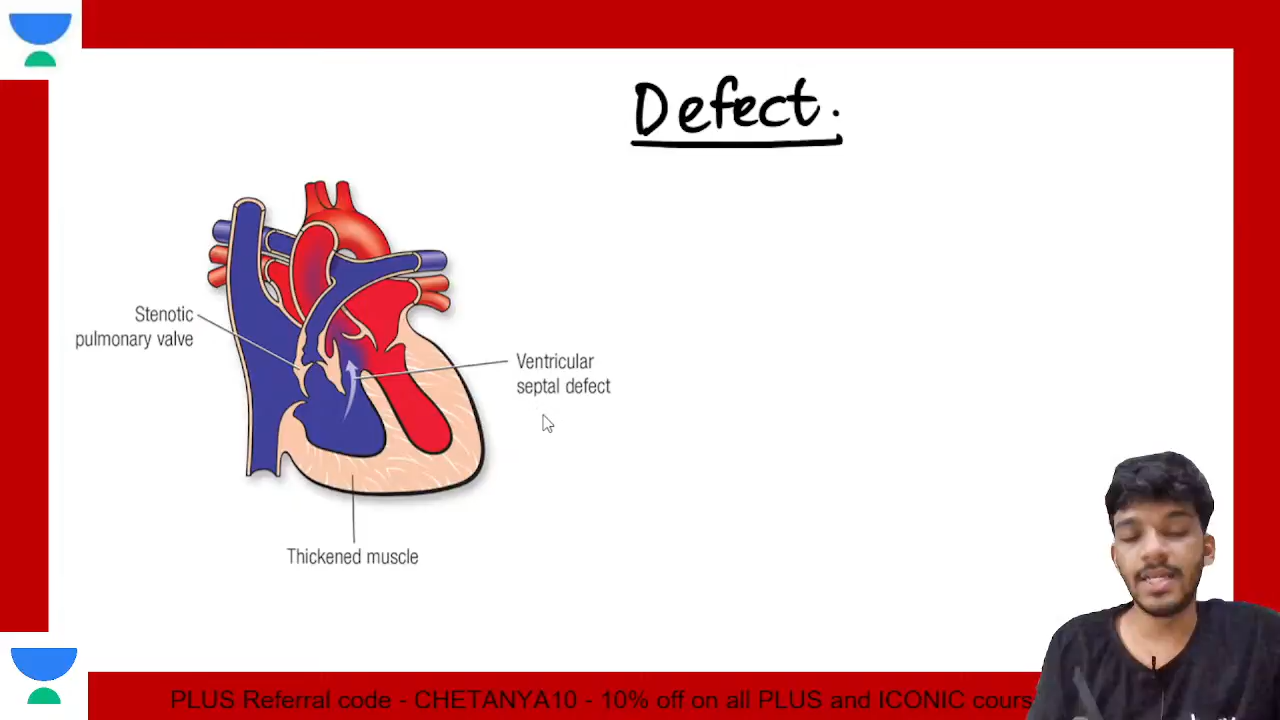 Defect.
Stenotic
pulmonary valve
Ventricular
septal defect
Thickened muscle
PLUS Referral code - CHETANYA10 - 10% off on all PLUS and ICONIC cours